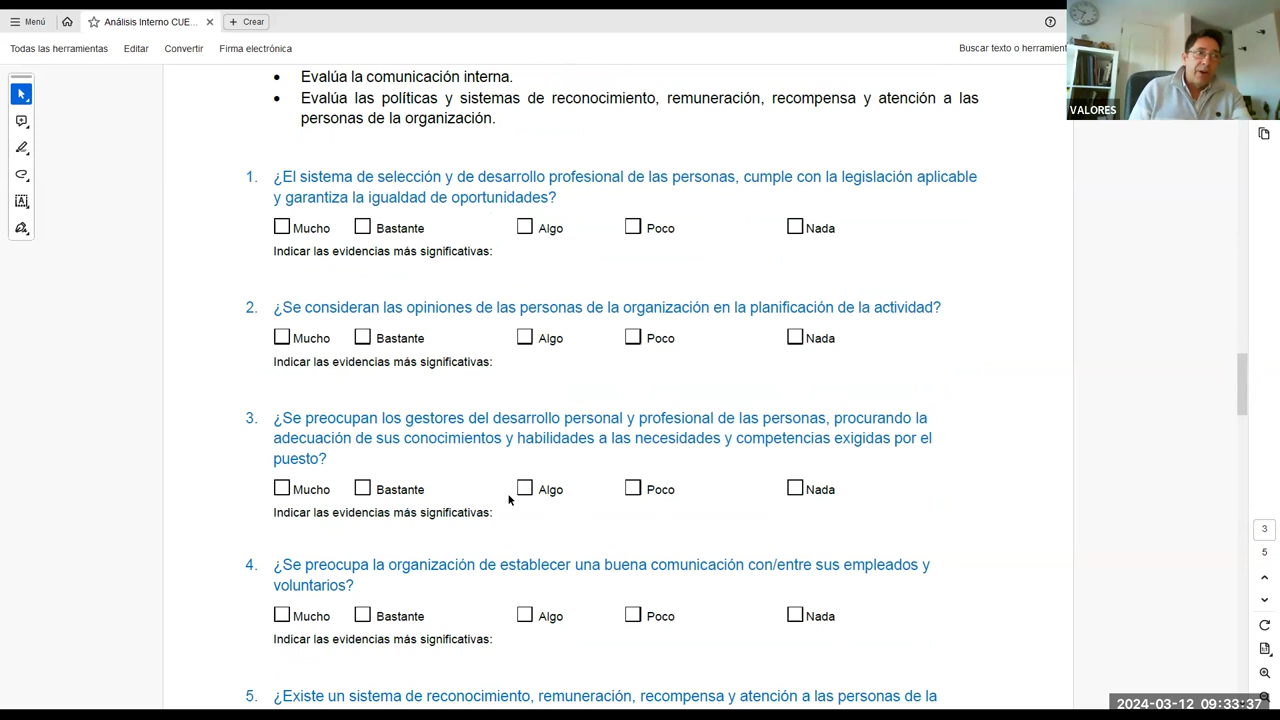 Menú
Análisis Interno CUE...
Crear
Todas las herramientas
Editar
Convertir
Firma electrónica
Buscar texto o herramient
VALORES
• Evalúa la comunicación interna.
• Evalúa las políticas y sistemas de reconocimiento, remuneración, recompensa y atención a las
personas de la organización.
1. ¿El sistema de selección y de desarrollo profesional de las personas, cumple con la legislación aplicable
y garantiza la igualdad de oportunidades?
Mucho Bastante Algo Poco Nada
Indicar las evidencias más significativas:
2. ¿Se consideran las opiniones de las personas de la organización en la planificación de la actividad?
Mucho Bastante Algo Poco Nada
Indicar las evidencias más significativas:
3. ¿Se preocupan los gestores del desarrollo personal y profesional de las personas, procurando la
adecuación de sus conocimientos y habilidades a las necesidades y competencias exigidas por el
puesto?
Mucho Bastante Algo Poco Nada
Indicar las evidencias más significativas:
4. ¿Se preocupa la organización de establecer una buena comunicación con/entre sus empleados y
voluntarios?
Mucho Bastante Algo Poco Nada
Indicar las evidencias más significativas:
5. ¿Existe un sistema de reconocimiento, remuneración, recompensa y atención a las personas de la
3
5
2024-03-12 09:33:37